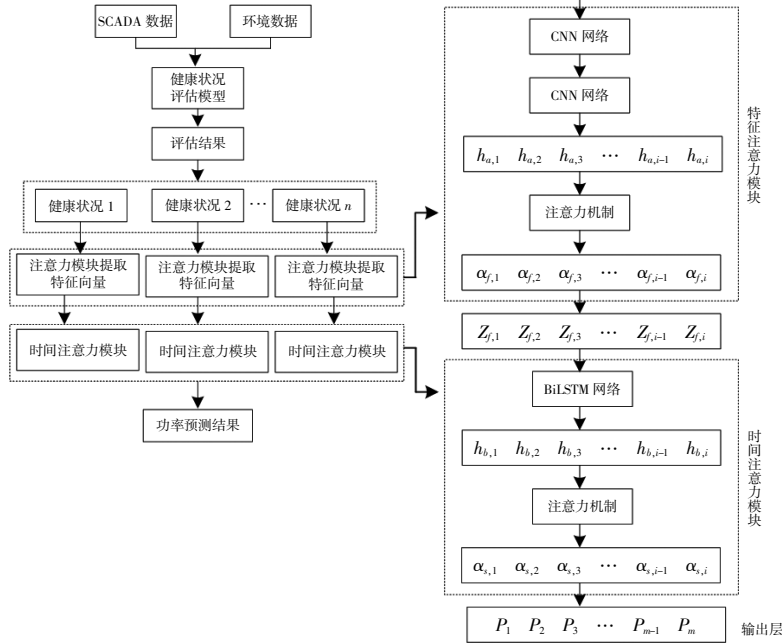 SCADA 数据
环境数据
健康状况
评估模型
评估结果
健康状况 1
健康状况 2
…
健康状况 n
注意力模块提取
特征向量
注意力模块提取
特征向量
注意力模块提取
特征向量
时间注意力模块
时间注意力模块
时间注意力模块
功率预测结果
CNN 网络
CNN 网络
h_{a,1} h_{a,2} h_{a,3} … h_{a,i-1} h_{a,i}
注意力机制
α_{f,1} α_{f,2} α_{f,3} … α_{f,i-1} α_{f,i}
特征注意力模块
Z_{f,1} Z_{f,2} Z_{f,3} … Z_{f,i-1} Z_{f,i}
BiLSTM 网络
h_{b,1} h_{b,2} h_{b,3} … h_{b,i-1} h_{b,i}
注意力机制
α_{s,1} α_{s,2} α_{s,3} … α_{s,i-1} α_{s,i}
时间注意力模块
P_1 P_2 P_3 … P_{m-1} P_m
输出层